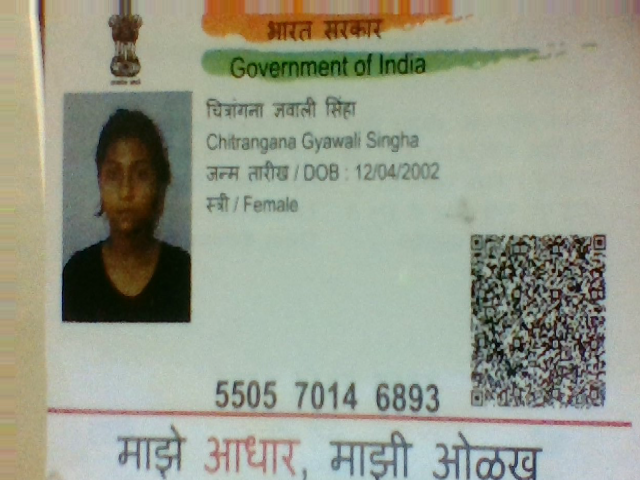 भारत सरकार
Government of India
चित्रांगना ज्ञवाली सिंहा
Chitrangana Gyawali Singha
जन्म तारीख / DOB : 12/04/2002
स्त्री / Female
5505 7014 6893
माझे आधार, माझी ओळख